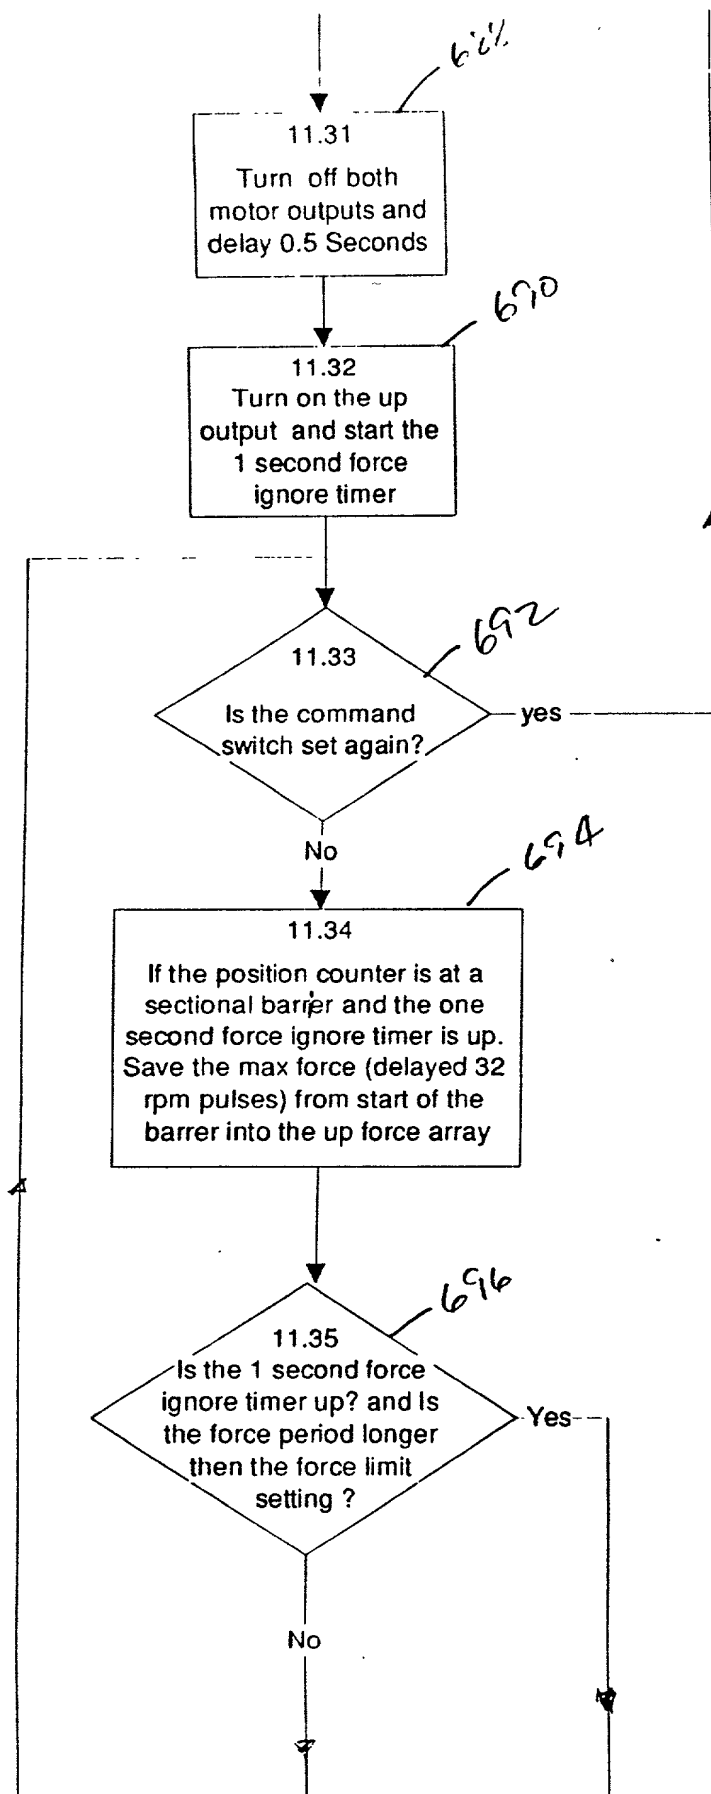 11.31
Turn off both
motor outputs and
delay 0.5 Seconds
690
11.32
Turn on the up
output and start the
1 second force
ignore timer
692
11.33
Is the command
switch set again?
yes
No
694
11.34
If the position counter is at a
sectional barrier and the one
second force ignore timer is up.
Save the max force (delayed 32
rpm pulses) from start of the
barrer into the up force array
696
11.35
Is the 1 second force
ignore timer up? and Is
the force period longer
then the force limit
setting ?
Yes
No